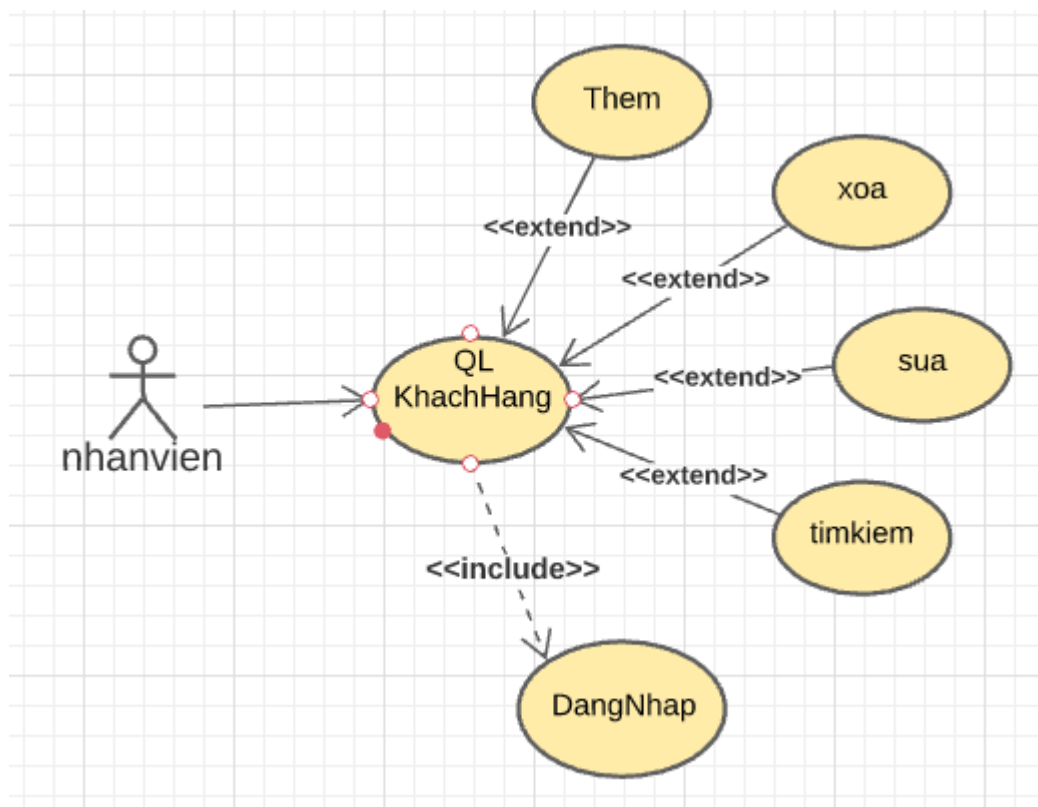 Them
<<extend>>
xoa
<<extend>>
QL
KhachHang
sua
<<extend>>
nhanvien
<<extend>>
timkiem
<<include>>
DangNhap